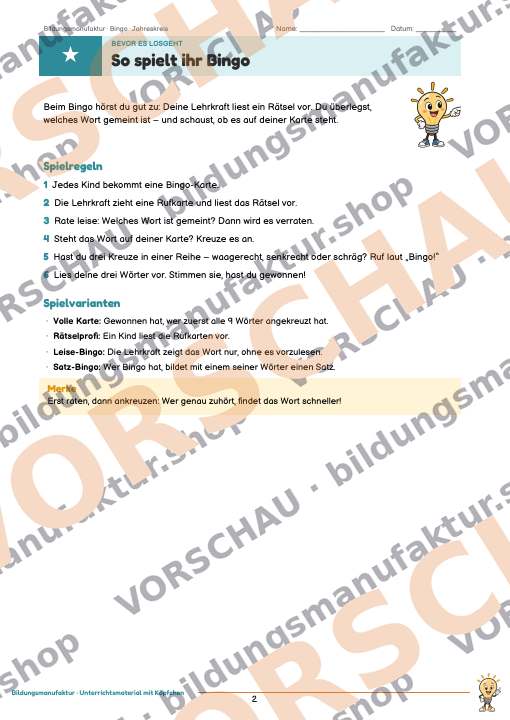 Bildungsmanufaktur · Bingo · Jahreskreis
Name: ____________ Datum: ____________
BEVOR ES LOSGEHT
So spielt ihr Bingo
Beim Bingo hörst du gut zu: Deine Lehrkraft liest ein Rätsel vor. Du überlegst,
welches Wort gemeint ist – und schaust, ob es auf deiner Karte steht.
Spielregeln
1 Jedes Kind bekommt eine Bingo-Karte.
2 Die Lehrkraft zieht eine Rufkarte und liest das Rätsel vor.
3 Rate leise: Welches Wort ist gemeint? Dann wird es verraten.
4 Steht das Wort auf deiner Karte? Kreuze es an.
5 Hast du drei Kreuze in einer Reihe – waagerecht, senkrecht oder schräg? Ruf laut „Bingo!“
6 Lies deine drei Wörter vor. Stimmen sie, hast du gewonnen!
Spielvarianten
· Volle Karte: Gewonnen hat, wer zuerst alle 9 Wörter angekreuzt hat.
· Rätselprofi: Ein Kind liest die Rufkarten vor.
· Leise-Bingo: Die Lehrkraft zeigt das Wort nur, ohne es vorzulesen.
· Satz-Bingo: Wer Bingo hat, bildet mit einem seiner Wörter einen Satz.
Merke
Erst raten, dann ankreuzen: Wer genau zuhört, findet das Wort schneller!
VORSCHAU · bildungsmanufaktur.shop
VORSCHAU
Bildungsmanufaktur · Unterrichtsmaterial mit Köpfchen
2